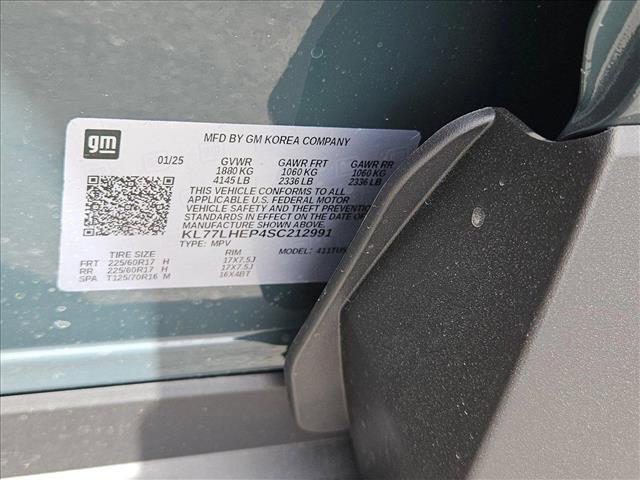 gm
MFD BY GM KOREA COMPANY
01/25 GVWR GAWR FRT GAWR RR
1880 KG 1060 KG 1060 KG
4145 LB 2336 LB 2336 LB
THIS VEHICLE CONFORMS TO ALL
APPLICABLE U.S. FEDERAL MOTOR
VEHICLE SAFETY AND THEFT PREVENTION
STANDARDS IN EFFECT ON THE DATE OF
MANUFACTURE SHOWN ABOVE.
KL77LHEP4SC212991
TYPE: MPV MODEL:
TIRE SIZE RIM
FRT 225/60R17 H 17X7.5J
RR 225/60R17 H 17X7.5J
SPA T125/70R16 M 16X4BT